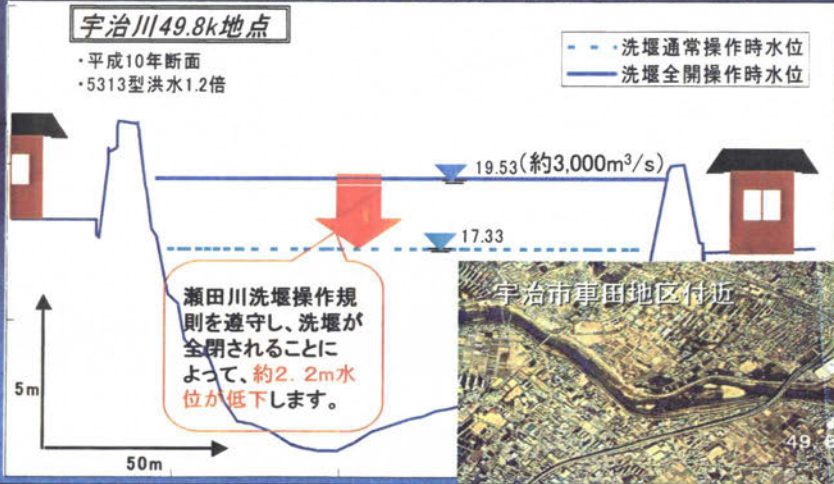 宇治川49.8k地点
・平成10年断面
・5313型洪水1.2倍
洗堰通常操作時水位
洗堰全開操作時水位
19.53(約3,000m³/s)
17.33
瀬田川洗堰操作規
則を遵守し、洗堰が
全閉されることに
よって、約2.2m水
位が低下します。
宇治市車田地区付近
5m
50m